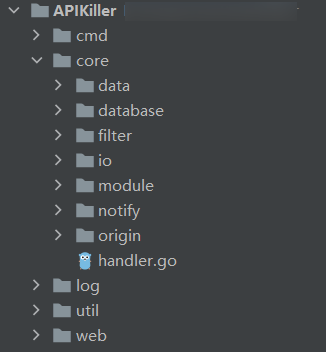 APIKiller
cmd
core
data
database
filter
io
module
notify
origin
handler.go
log
util
web